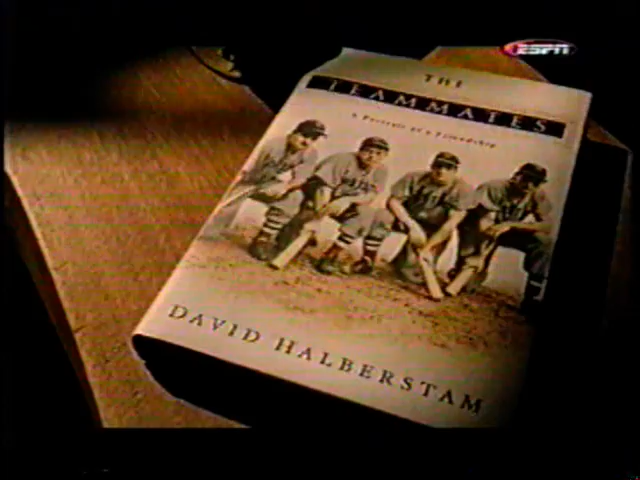 ESPN
THE
TEAMMATES
A Portrait of a Friendship
DAVID HALBERSTAM